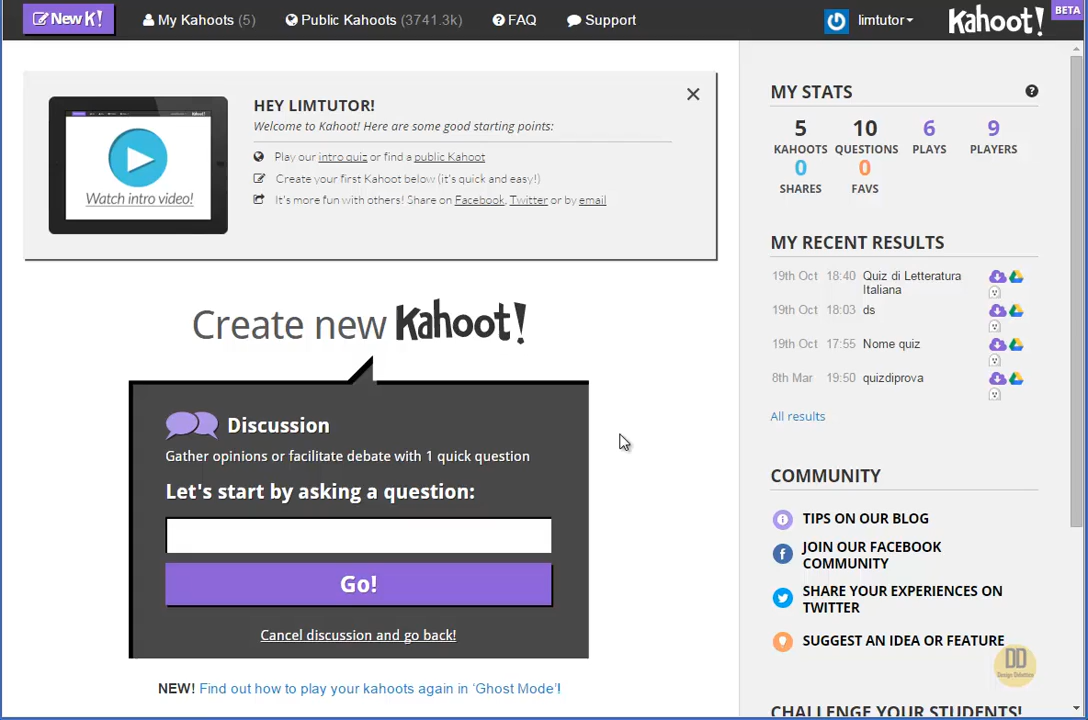 New K!
My Kahoots (5)
Public Kahoots (3741.3k)
FAQ
Support
limtutor
Kahoot!
BETA
Watch intro video!
HEY LIMTUTOR!
Welcome to Kahoot! Here are some good starting points:
Play our intro quiz or find a public Kahoot
Create your first Kahoot below (it's quick and easy!)
It's more fun with others! Share on Facebook, Twitter or by email
Create new Kahoot!
Discussion
Gather opinions or facilitate debate with 1 quick question
Let's start by asking a question:
Go!
Cancel discussion and go back!
NEW! Find out how to play your kahoots again in ‘Ghost Mode’!
MY STATS
5 10 6 9
KAHOOTS QUESTIONS PLAYS PLAYERS
0 0
SHARES FAVS
MY RECENT RESULTS
19th Oct 18:40 Quiz di Letteratura
Italiana
19th Oct 18:03 ds
19th Oct 17:55 Nome quiz
8th Mar 19:50 quizdiprova
All results
COMMUNITY
TIPS ON OUR BLOG
JOIN OUR FACEBOOK
COMMUNITY
SHARE YOUR EXPERIENCES ON
TWITTER
SUGGEST AN IDEA OR FEATURE
DD
Design Didattico
CHALLENGE YOUR STUDENTS!